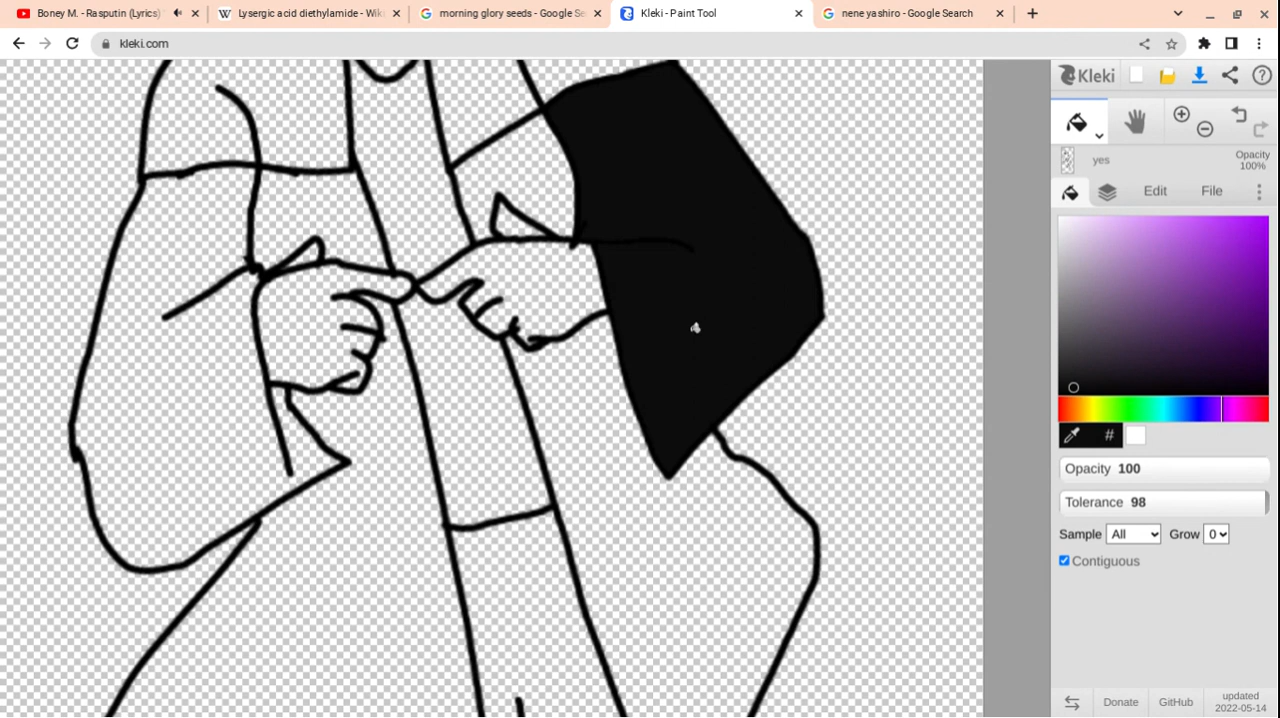 Boney M. - Rasputin (Lyrics)
Lysergic acid diethylamide - Wiki
morning glory seeds - Google Se
Kleki - Paint Tool
nene yashiro - Google Search
kleki.com
Kleki
yes
Opacity
100%
Edit
File
#
Opacity 100
Tolerance 98
Sample All Grow 0
Contiguous
Donate
GitHub
updated
2022-05-14